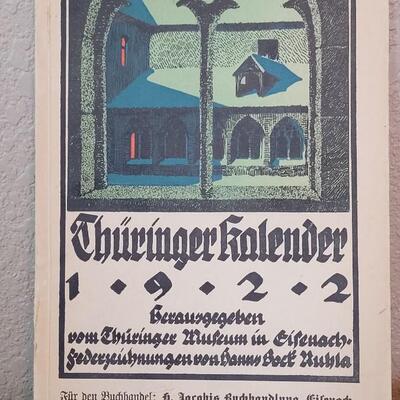 Thüringer Kalender
1 • 9 • 2 • 2
Herausgegeben
vom Thüringer Museum in Eisenach-
Federzeichnungen von Hanns Bock Ruhla
Für den Buchhandel: H. Jacobis Buchhandlung, Eisenach